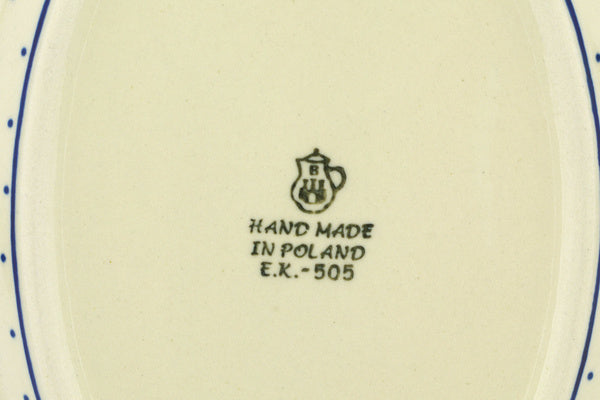 B
HAND MADE
IN POLAND
E.K.-505